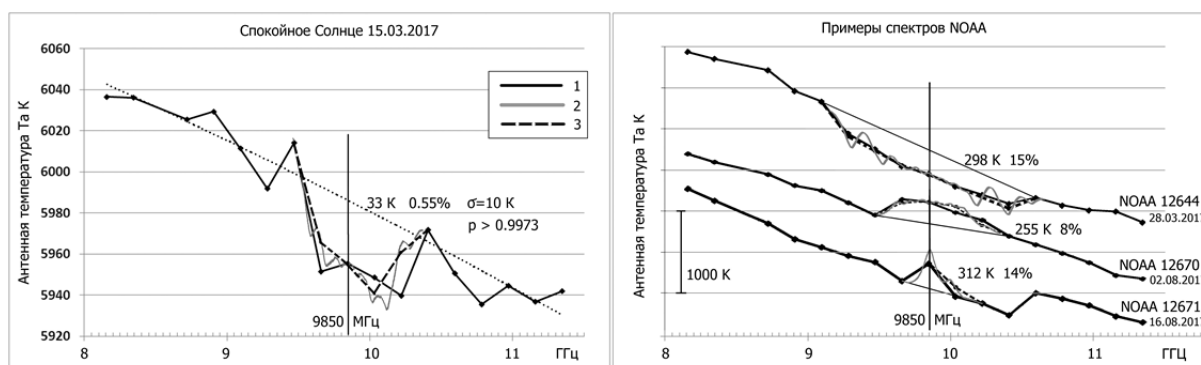 Спокойное Солнце 15.03.2017
Антенная температура Ta K
6060
6040
6020
6000
5980
5960
5940
5920
1
2
3
33 K 0.55% σ=10 K
p > 0.9973
9850 МГц
8 9 10 11 ГГц
Примеры спектров NOAA
Антенная температура Ta K
298 K 15%
NOAA 12644
28.03.2017
255 K 8%
1000 K
NOAA 12670
02.08.201
312 K 14%
NOAA 12671
16.08.2017
9850 МГц
8 9 10 11 ГГц